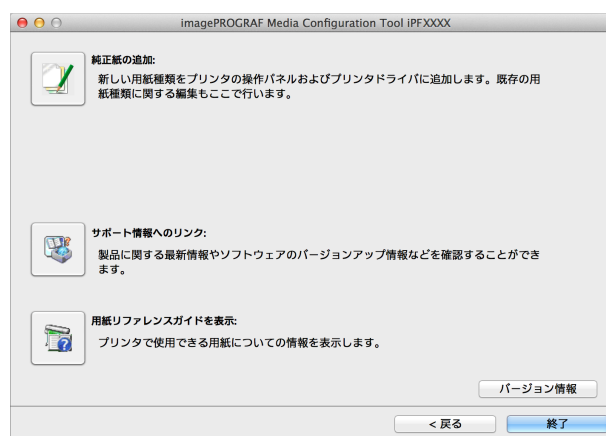 imagePROGRAF Media Configuration Tool iPFXXXX
純正紙の追加:
新しい用紙種類をプリンタの操作パネルおよびプリンタドライバに追加します。既存の用
紙種類に関する編集もここで行います。
サポート情報へのリンク:
製品に関する最新情報やソフトウェアのバージョンアップ情報などを確認することができ
ます。
用紙リファレンスガイドを表示:
プリンタで使用できる用紙についての情報を表示します。
バージョン情報
< 戻る
終了